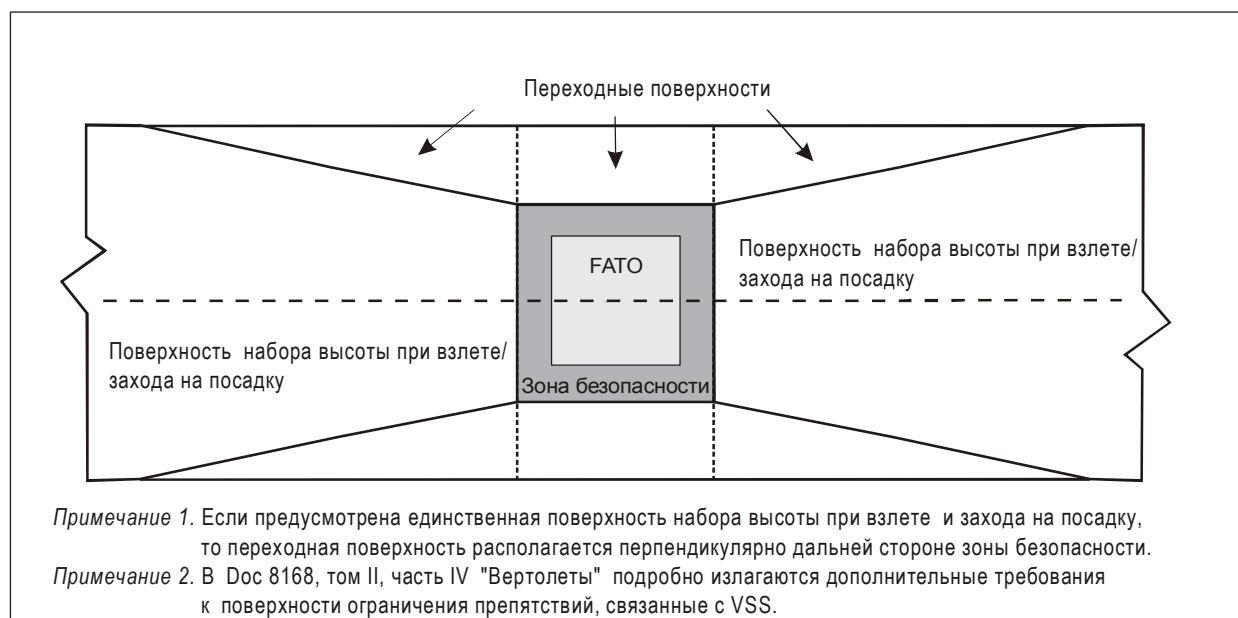 Переходные поверхности
FATO
Поверхность набора высоты при взлете/
захода на посадку
Поверхность набора высоты при взлете/
захода на посадку
Зона безопасности
Примечание 1. Если предусмотрена единственная поверхность набора высоты при взлете и захода на посадку,
то переходная поверхность располагается перпендикулярно дальней стороне зоны безопасности.
Примечание 2. В Doc 8168, том II, часть IV "Вертолеты" подробно излагаются дополнительные требования
к поверхности ограничения препятствий, связанные с VSS.